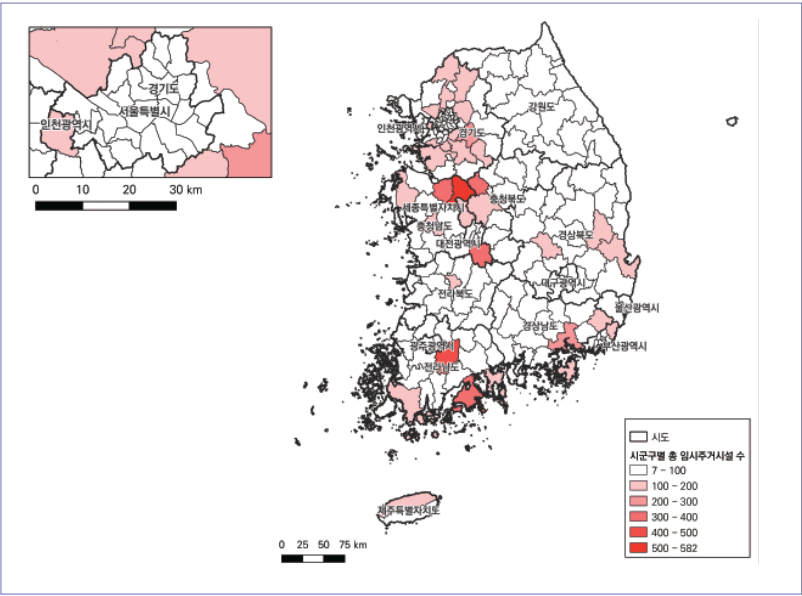 경기도
서울특별시
인천광역시
0 10 20 30 km
강원도
인천광역시
경기도
충청북도
세종특별자치시
충청남도
대전광역시
경상북도
전라북도
대구광역시
울산광역시
경상남도
부산광역시
광주광역시
전라남도
제주특별자치도
0 25 50 75 km
시도
시군구별 총 임시주거시설 수
7 - 100
100 - 200
200 - 300
300 - 400
400 - 500
500 - 582